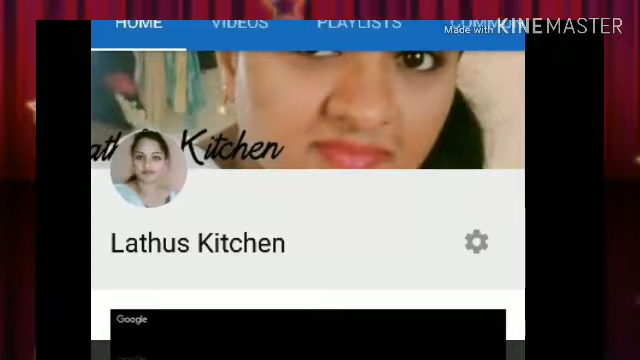 HOME VIDEOS PLAYLISTS
Made with KINEMASTER
Kitchen
Lathus Kitchen
Google